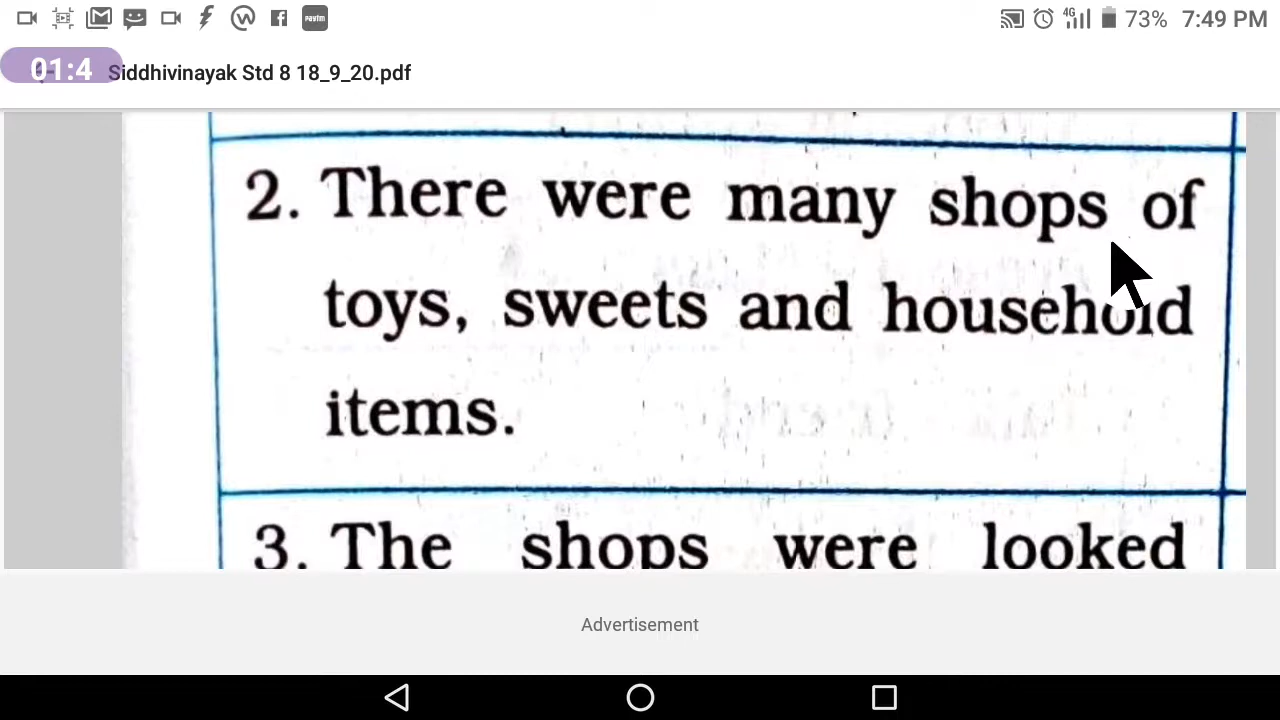 73% 7:49 PM
01:4 Siddhivinayak Std 8 18_9_20.pdf
2. There were many shops of
toys, sweets and household
items.
3. The shops were looked
Advertisement